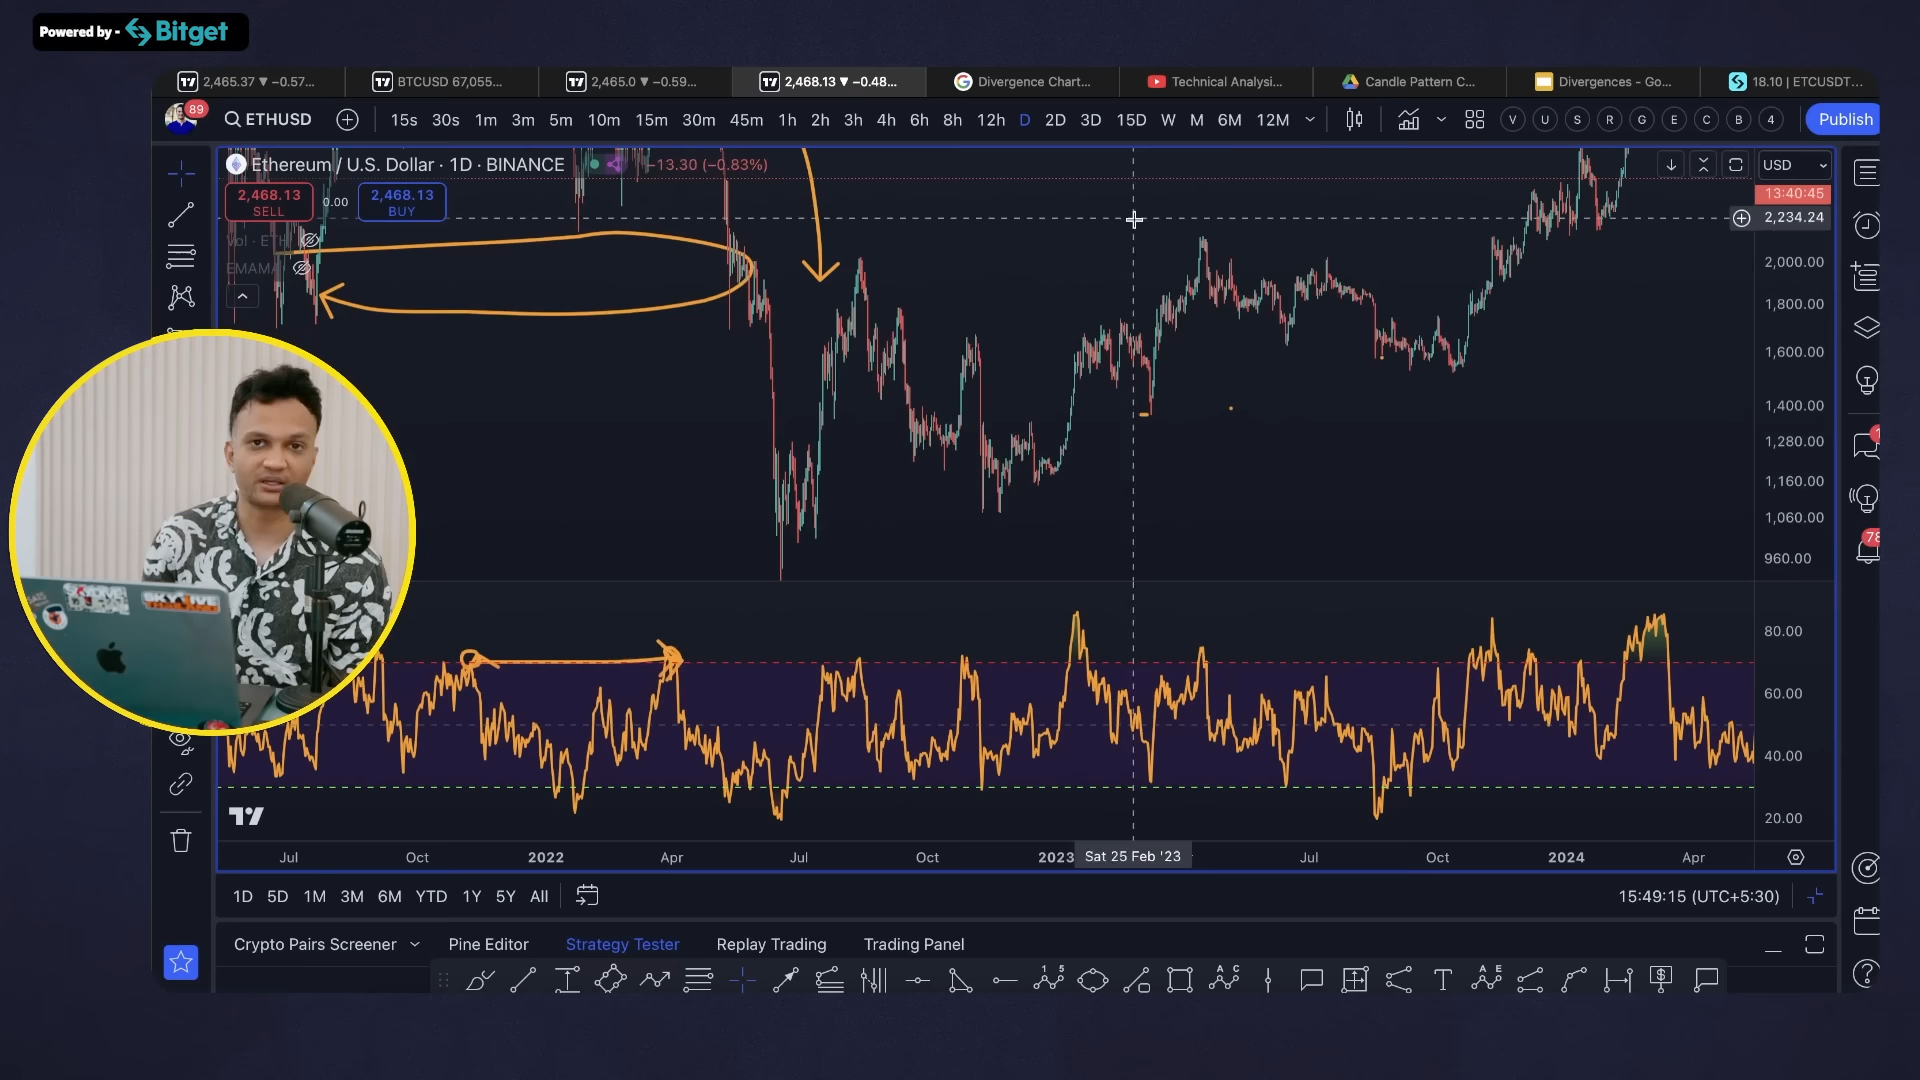 Powered by - Bitget
2,465.37 ▼ −0.57...
BTCUSD 67,055...
2,465.0 ▼ −0.59...
2,468.13 ▼ −0.48...
Divergence Chart...
Technical Analysi...
Candle Pattern C...
Divergences - Go...
18.10 | ETCUSDT...
89
ETHUSD
15s 30s 1m 3m 5m 10m 15m 30m 45m 1h 2h 3h 4h 6h 8h 12h D 2D 3D 15D W M 6M 12M
V U S R G E C B 4
Publish
Ethereum / U.S. Dollar · 1D · BINANCE
−13.30 (−0.83%)
USD
2,468.13
SELL
0.00
2,468.13
BUY
13:40:45
2,234.24
Vol · ETH
EMAMA
2,000.00
1,800.00
1,600.00
1,400.00
1,280.00
1,160.00
1,060.00
960.00
78
80.00
60.00
40.00
20.00
Jul Oct 2022 Apr Jul Oct 2023 Sat 25 Feb '23 Jul Oct 2024 Apr
1D 5D 1M 3M 6M YTD 1Y 5Y All
15:49:15 (UTC+5:30)
Crypto Pairs Screener
Pine Editor
Strategy Tester
Replay Trading
Trading Panel